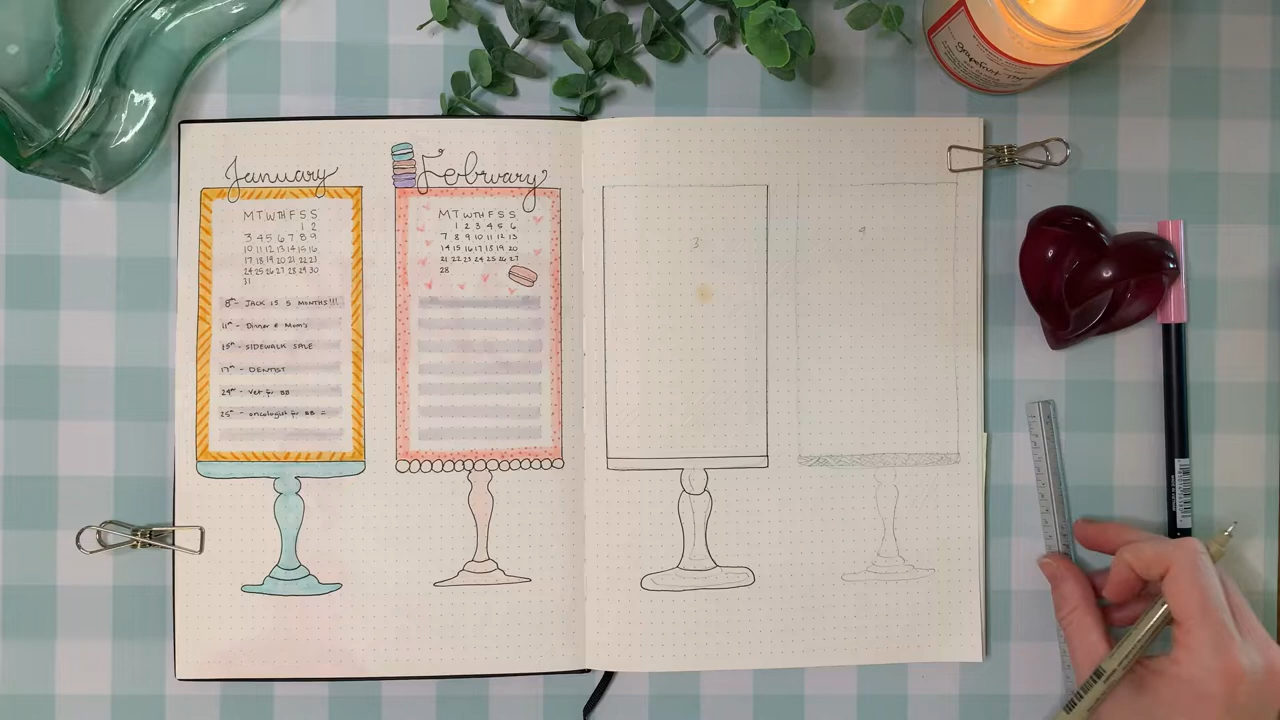 January
M T W TH F S S
1 2
3 4 5 6 7 8 9
10 11 12 13 14 15 16
17 18 19 20 21 22 23
24 25 26 27 28 29 30
31
8th - JACK IS 5 MONTHS!!!
11th - Dinner @ Mom's
15th - SIDEWALK SALE
17th - DENTIST
24th - Vet for BB
25th - oncologist for BB
February
M T W TH F S S
1 2 3 4 5 6
7 8 9 10 11 12 13
14 15 16 17 18 19 20
21 22 23 24 25 26 27
28
3
4
Grapefruit